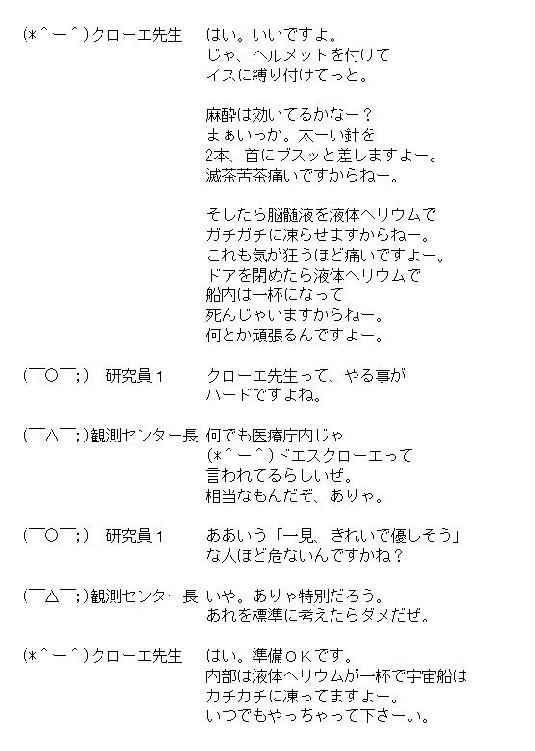 (*＾ー＾)クローエ先生　はい。いいですよ。
じゃ、ヘルメットを付けて
イスに縛り付けてっと。
麻酔は効いてるかなー？
まぁいっか。太ーい針を
2本、首にブスッと差しますよー。
滅茶苦茶痛いですからねー。
そしたら脳髄液を液体ヘリウムで
ガチガチに凍らせますからねー。
これも気が狂うほど痛いですよー。
ドアを閉めたら液体ヘリウムで
船内は一杯になって
死んじゃいますからねー。
何とか頑張るんですよー。
(￣○￣;)　研究員１　クローエ先生って、やる事が
ハードですよね。
(￣∧￣;)観測センター長 何でも医療庁内じゃ
(*＾ー＾)ドエスクローエって
言われてるらしいぜ。
相当なもんだぞ、ありゃ。
(￣○￣;)　研究員１　ああいう「一見、きれいで優しそう」
な人ほど危ないんですかね？
(￣△￣;)観測センター長 いや。ありゃ特別だろう。
あれを標準に考えたらダメだぜ。
(*＾ー＾)クローエ先生　はい。準備ＯＫです。
内部は液体ヘリウムが一杯で宇宙船は
カチカチに凍ってますよー。
いつでもやっちゃって下さーい。